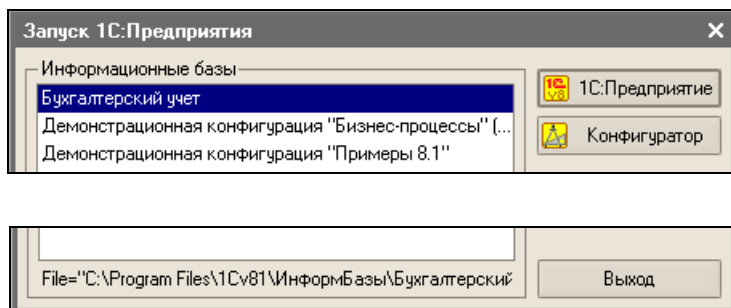 Запуск 1С:Предприятия
Информационные базы
Бухгалтерский учет
1С:Предприятие
Демонстрационная конфигурация "Бизнес-процессы" (...
Конфигуратор
Демонстрационная конфигурация "Примеры 8.1"
File="C:\Program Files\1Cv81\ИнформБазы\Бухгалтерский
Выход